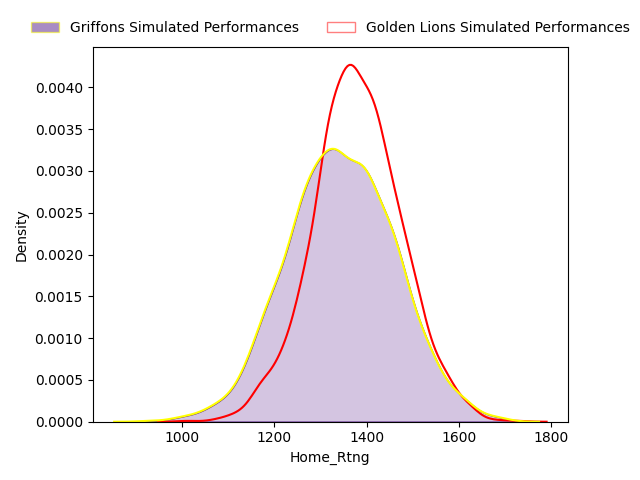 Griffons Simulated Performances Golden Lions Simulated Performances
0.0040
0.0035
0.0030
0.0025
0.0020
0.0015
0.0010
0.0005
0.0000
Density
1000 1200 1400 1600 1800
Home_Rtng